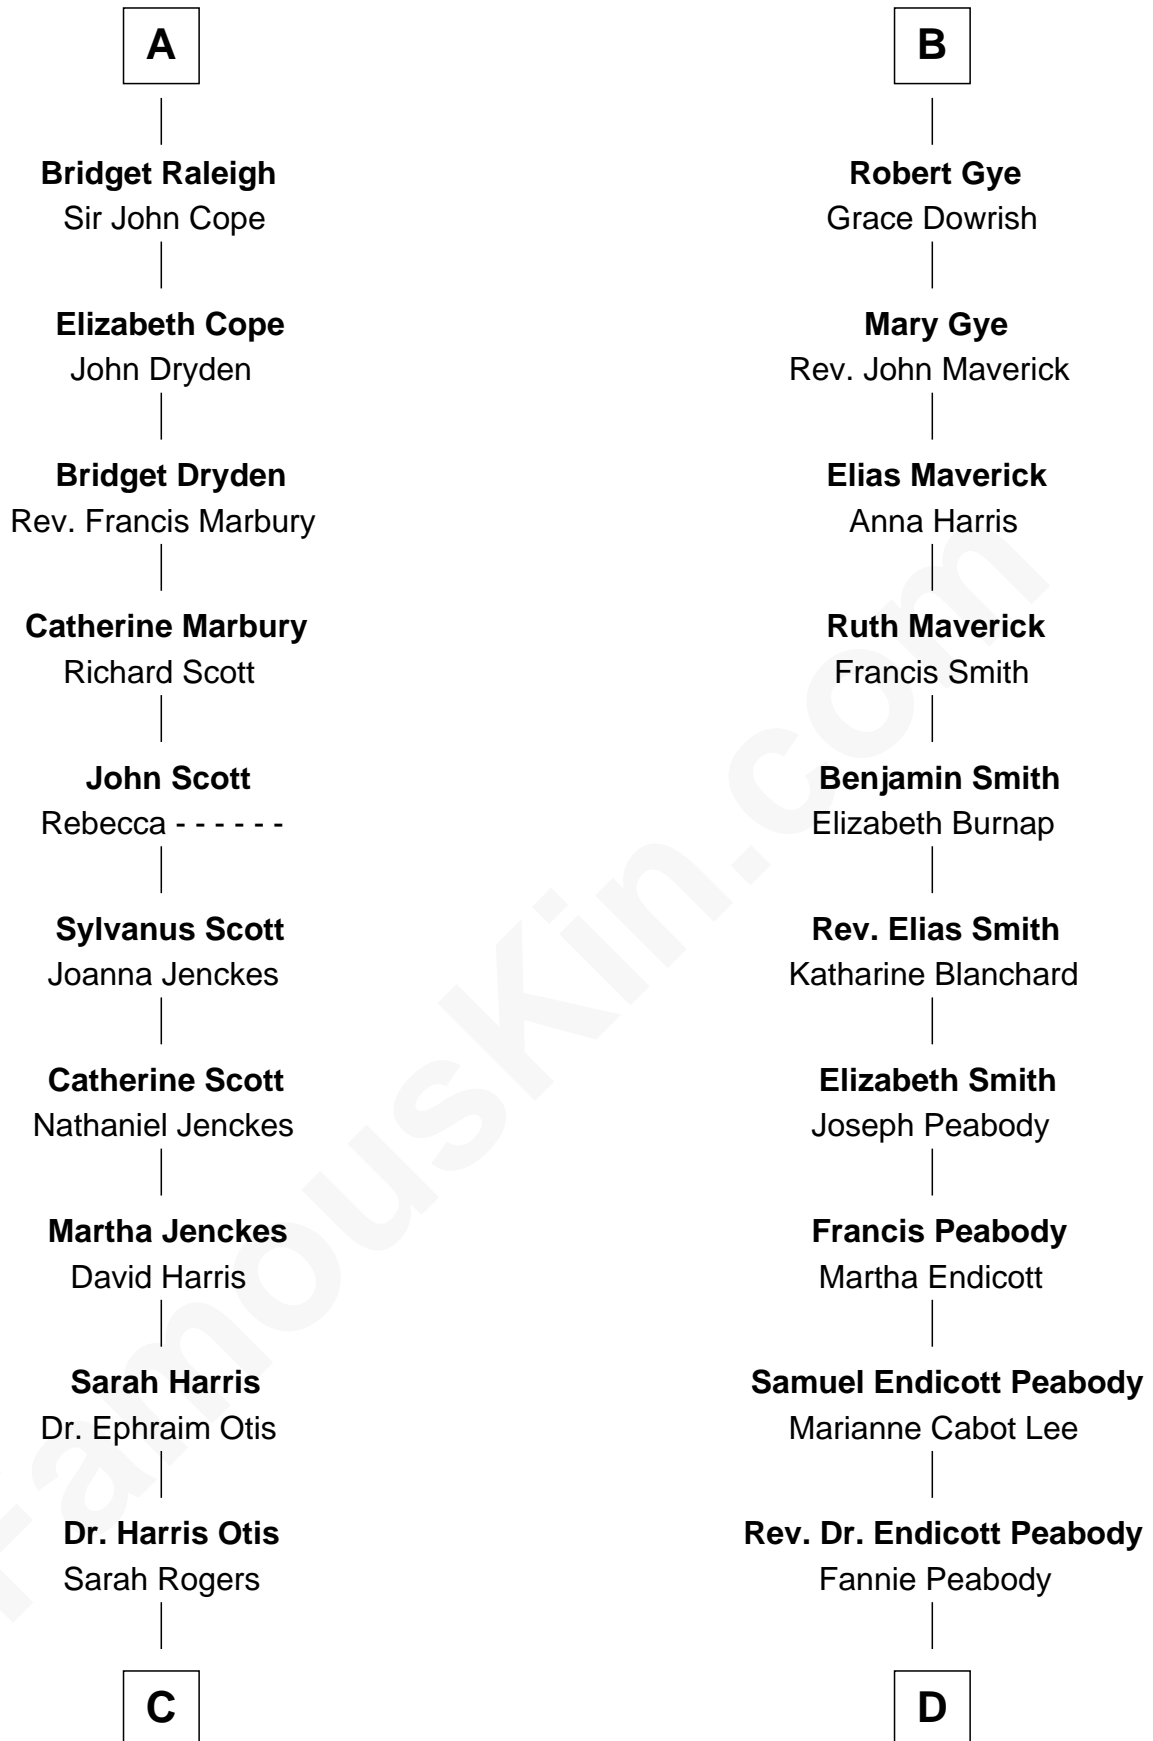 A
Bridget Raleigh
Sir John Cope
Elizabeth Cope
John Dryden
Bridget Dryden
Rev. Francis Marbury
Catherine Marbury
Richard Scott
John Scott
Rebecca - - - - - -
Sylvanus Scott
Joanna Jenckes
Catherine Scott
Nathaniel Jenckes
Martha Jenckes
David Harris
Sarah Harris
Dr. Ephraim Otis
Dr. Harris Otis
Sarah Rogers
C
B
Robert Gye
Grace Dowrish
Mary Gye
Rev. John Maverick
Elias Maverick
Anna Harris
Ruth Maverick
Francis Smith
Benjamin Smith
Elizabeth Burnap
Rev. Elias Smith
Katharine Blanchard
Elizabeth Smith
Joseph Peabody
Francis Peabody
Martha Endicott
Samuel Endicott Peabody
Marianne Cabot Lee
Rev. Dr. Endicott Peabody
Fannie Peabody
D
FamousKin.com